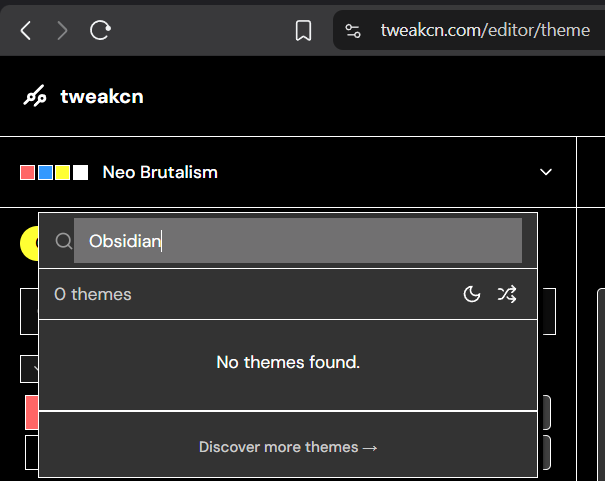 tweakcn.com/editor/theme
tweakcn
Neo Brutalism
Obsidian
0 themes
No themes found.
Discover more themes →